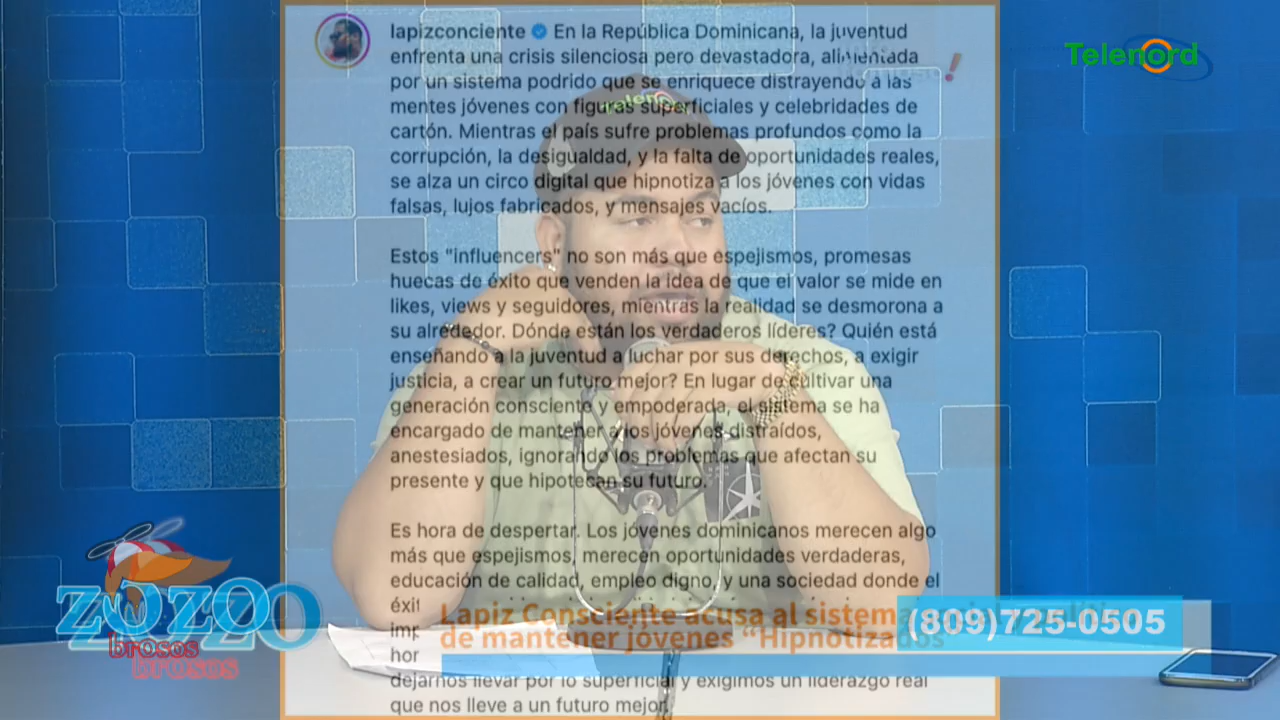 lapizconciente En la República Dominicana, la juventud
enfrenta una crisis silenciosa pero devastadora, alimentada
por un sistema podrido que se enriquece distrayendo a las
mentes jóvenes con figuras superficiales y celebridades de
cartón. Mientras el país sufre problemas profundos como la
corrupción, la desigualdad, y la falta de oportunidades reales,
se alza un circo digital que hipnotiza a los jóvenes con vidas
falsas, lujos fabricados, y mensajes vacíos.
Estos "influencers" no son más que espejismos, promesas
huecas de éxito que venden la idea de que el valor se mide en
likes, views y seguidores, mientras la realidad se desmorona a
su alrededor. Dónde están los verdaderos líderes? Quién está
enseñando a la juventud a luchar por sus derechos, a exigir
justicia, a crear un futuro mejor? En lugar de cultivar una
generación consciente y empoderada, el sistema se ha
encargado de mantener a los jóvenes distraídos,
anestesiados, ignorando los problemas que afectan su
presente y que hipotecan su futuro.
Es hora de despertar. Los jóvenes dominicanos merecen algo
más que espejismos, merecen oportunidades verdaderas,
educación de calidad, empleo digno, y una sociedad donde el
dejarnos llevar por lo superficial y exigimos un liderazgo real
que nos lleve a un futuro mejor.
Telenord
Telenord
ZOZOO
brosos
brosos
Lapiz Consciente acusa al sistema
de mantener jóvenes "Hipnotizados
(809)725-0505